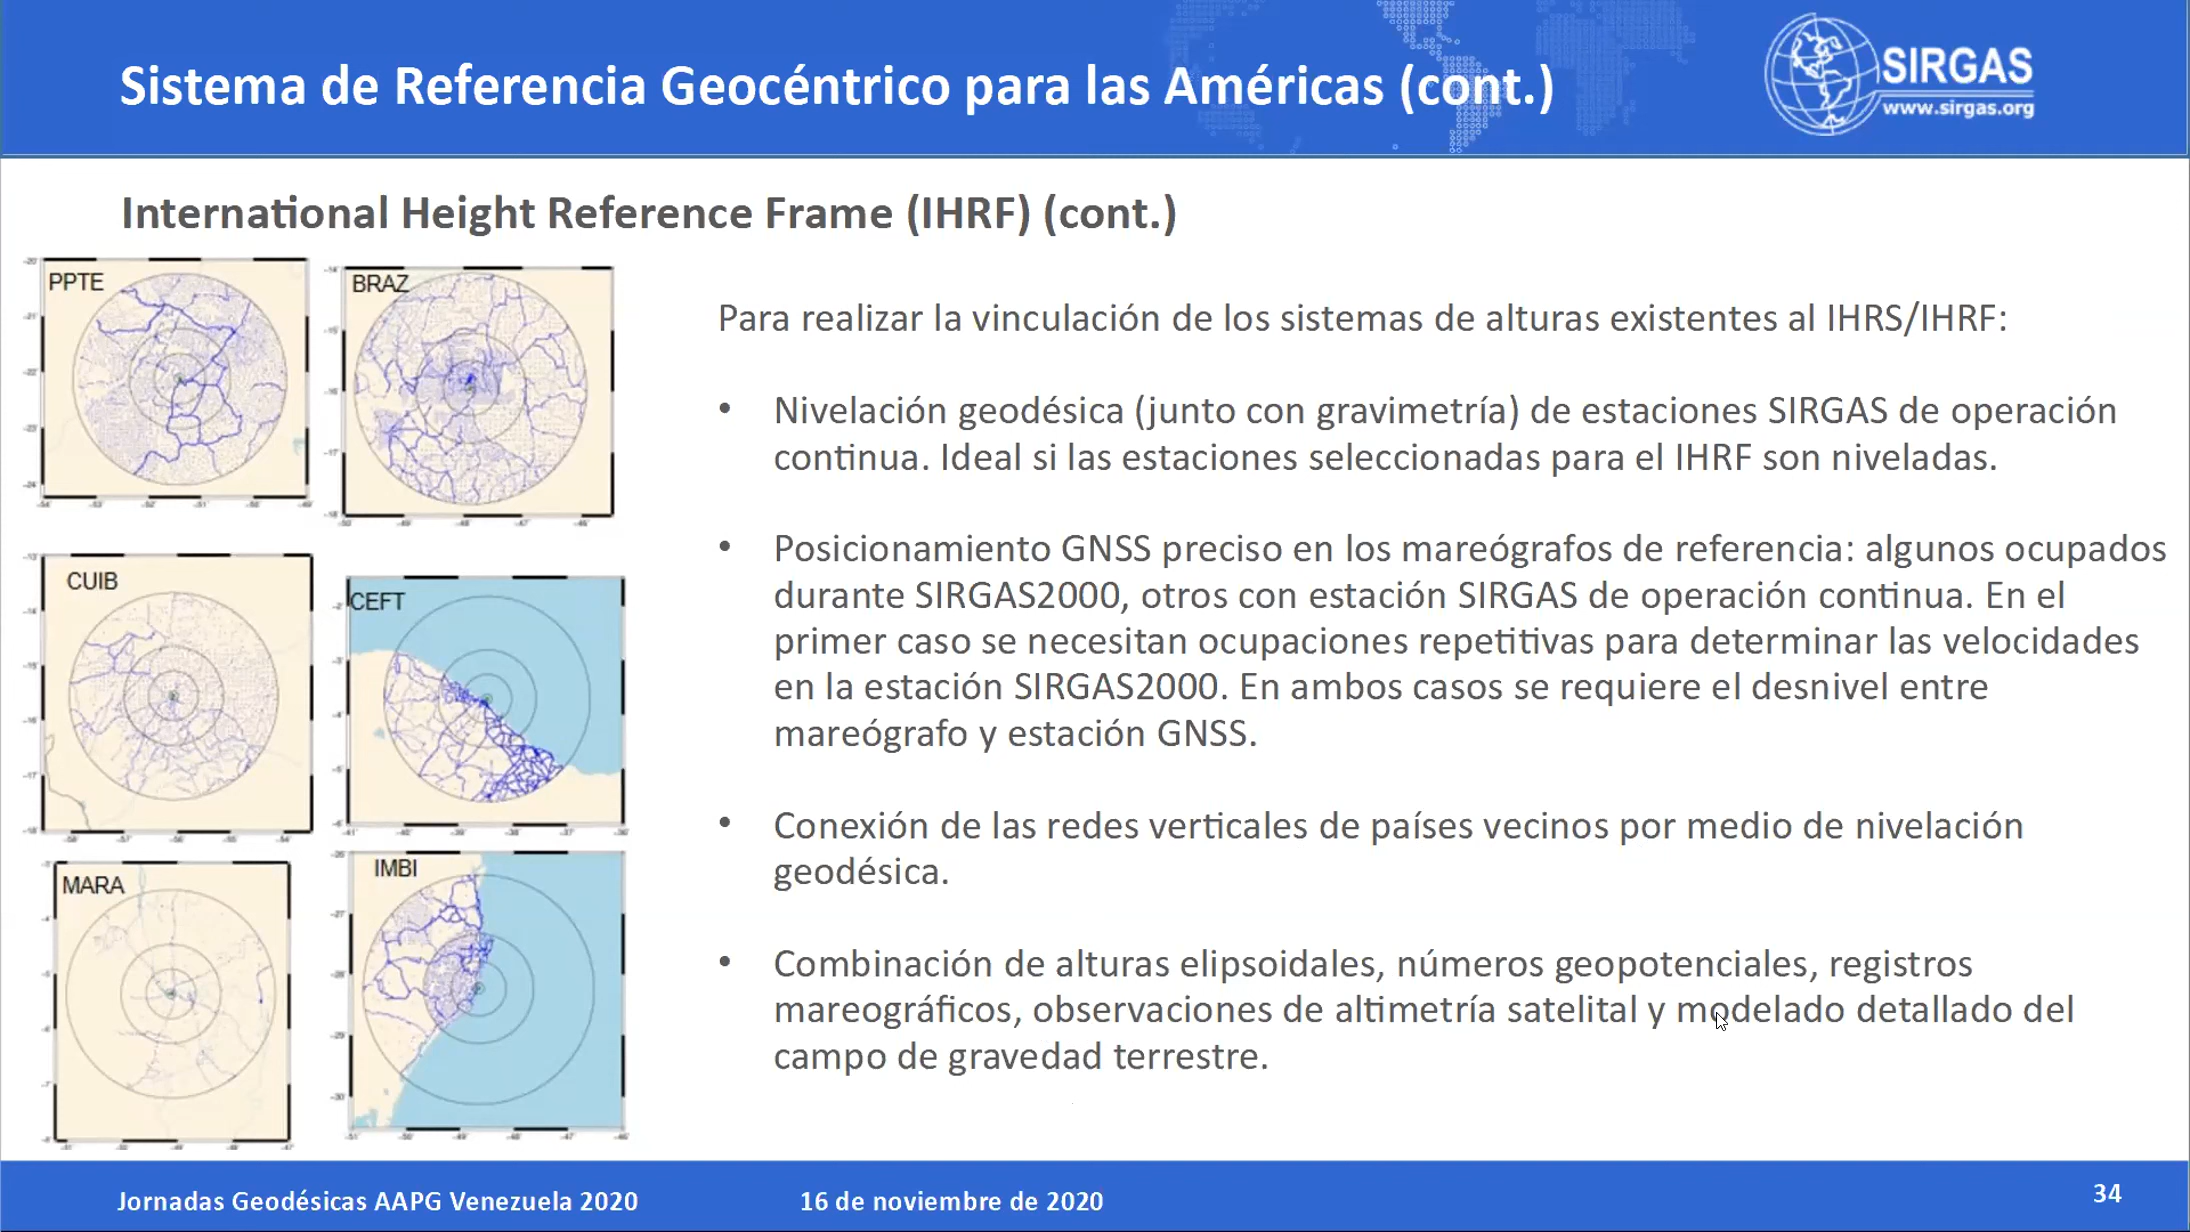 Sistema de Referencia Geocéntrico para las Américas (cont.)
SIRGAS
www.sirgas.org
International Height Reference Frame (IHRF) (cont.)
PPTE
BRAZ
CUIB
CEFT
MARA
IMBI
Para realizar la vinculación de los sistemas de alturas existentes al IHRS/IHRF:
• Nivelación geodésica (junto con gravimetría) de estaciones SIRGAS de operación
continua. Ideal si las estaciones seleccionadas para el IHRF son niveladas.
• Posicionamiento GNSS preciso en los mareógrafos de referencia: algunos ocupados
durante SIRGAS2000, otros con estación SIRGAS de operación continua. En el
primer caso se necesitan ocupaciones repetitivas para determinar las velocidades
en la estación SIRGAS2000. En ambos casos se requiere el desnivel entre
mareógrafo y estación GNSS.
• Conexión de las redes verticales de países vecinos por medio de nivelación
geodésica.
• Combinación de alturas elipsoidales, números geopotenciales, registros
mareográficos, observaciones de altimetría satelital y modelado detallado del
campo de gravedad terrestre.
Jornadas Geodésicas AAPG Venezuela 2020
16 de noviembre de 2020
34